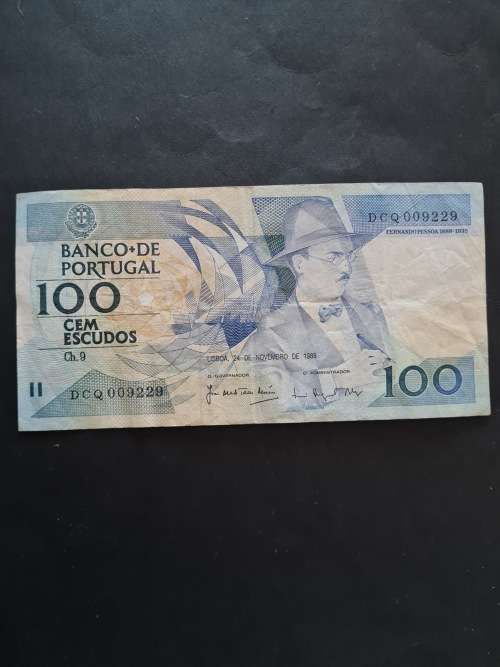 BANCO DE
PORTUGAL
100
CEM
ESCUDOS
Ch. 9
DCQ 009229
DCQ 009229
FERNANDO PESSOA 1888-1935
LISBOA, 24 DE NOVEMBRO DE 1988
O GOVERNADOR
O ADMINISTRADOR
100